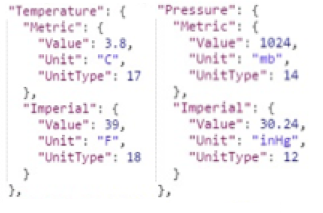 "Temperature": {
"Metric": {
"Value": 3.8,
"Unit": "C",
"UnitType": 17
},
"Imperial": {
"Value": 39,
"Unit": "F",
"UnitType": 18
}
},
"Pressure": {
"Metric": {
"Value": 1024,
"Unit": "mb",
"UnitType": 14
},
"Imperial": {
"Value": 30.24,
"Unit": "inHg",
"UnitType": 12
}
},